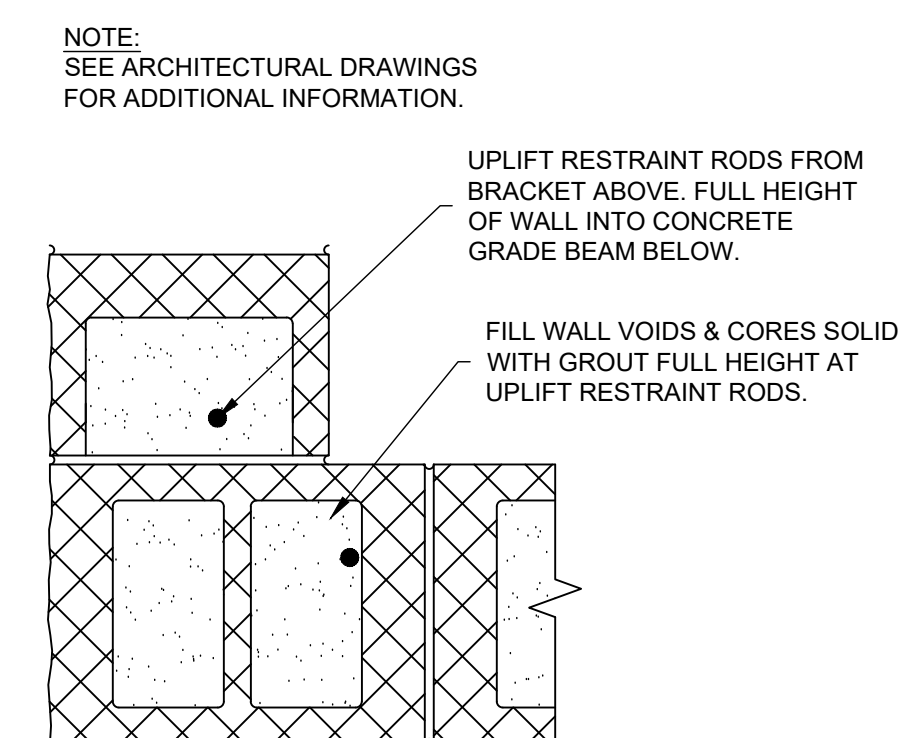 NOTE:
SEE ARCHITECTURAL DRAWINGS
FOR ADDITIONAL INFORMATION.
UPLIFT RESTRAINT RODS FROM
BRACKET ABOVE. FULL HEIGHT
OF WALL INTO CONCRETE
GRADE BEAM BELOW.
FILL WALL VOIDS & CORES SOLID
WITH GROUT FULL HEIGHT AT
UPLIFT RESTRAINT RODS.